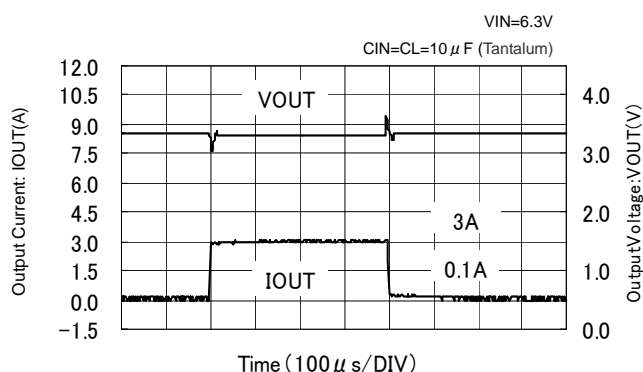 VIN=6.3V
CIN=CL=10μF (Tantalum)
Output Current: IOUT(A)
12.0
10.5
9.0
7.5
6.0
4.5
3.0
1.5
0.0
-1.5
VOUT
3A
IOUT
0.1A
4.0
3.0
2.0
1.0
0.0
OutputVoltage:VOUT(V)
Time(100μs/DIV)